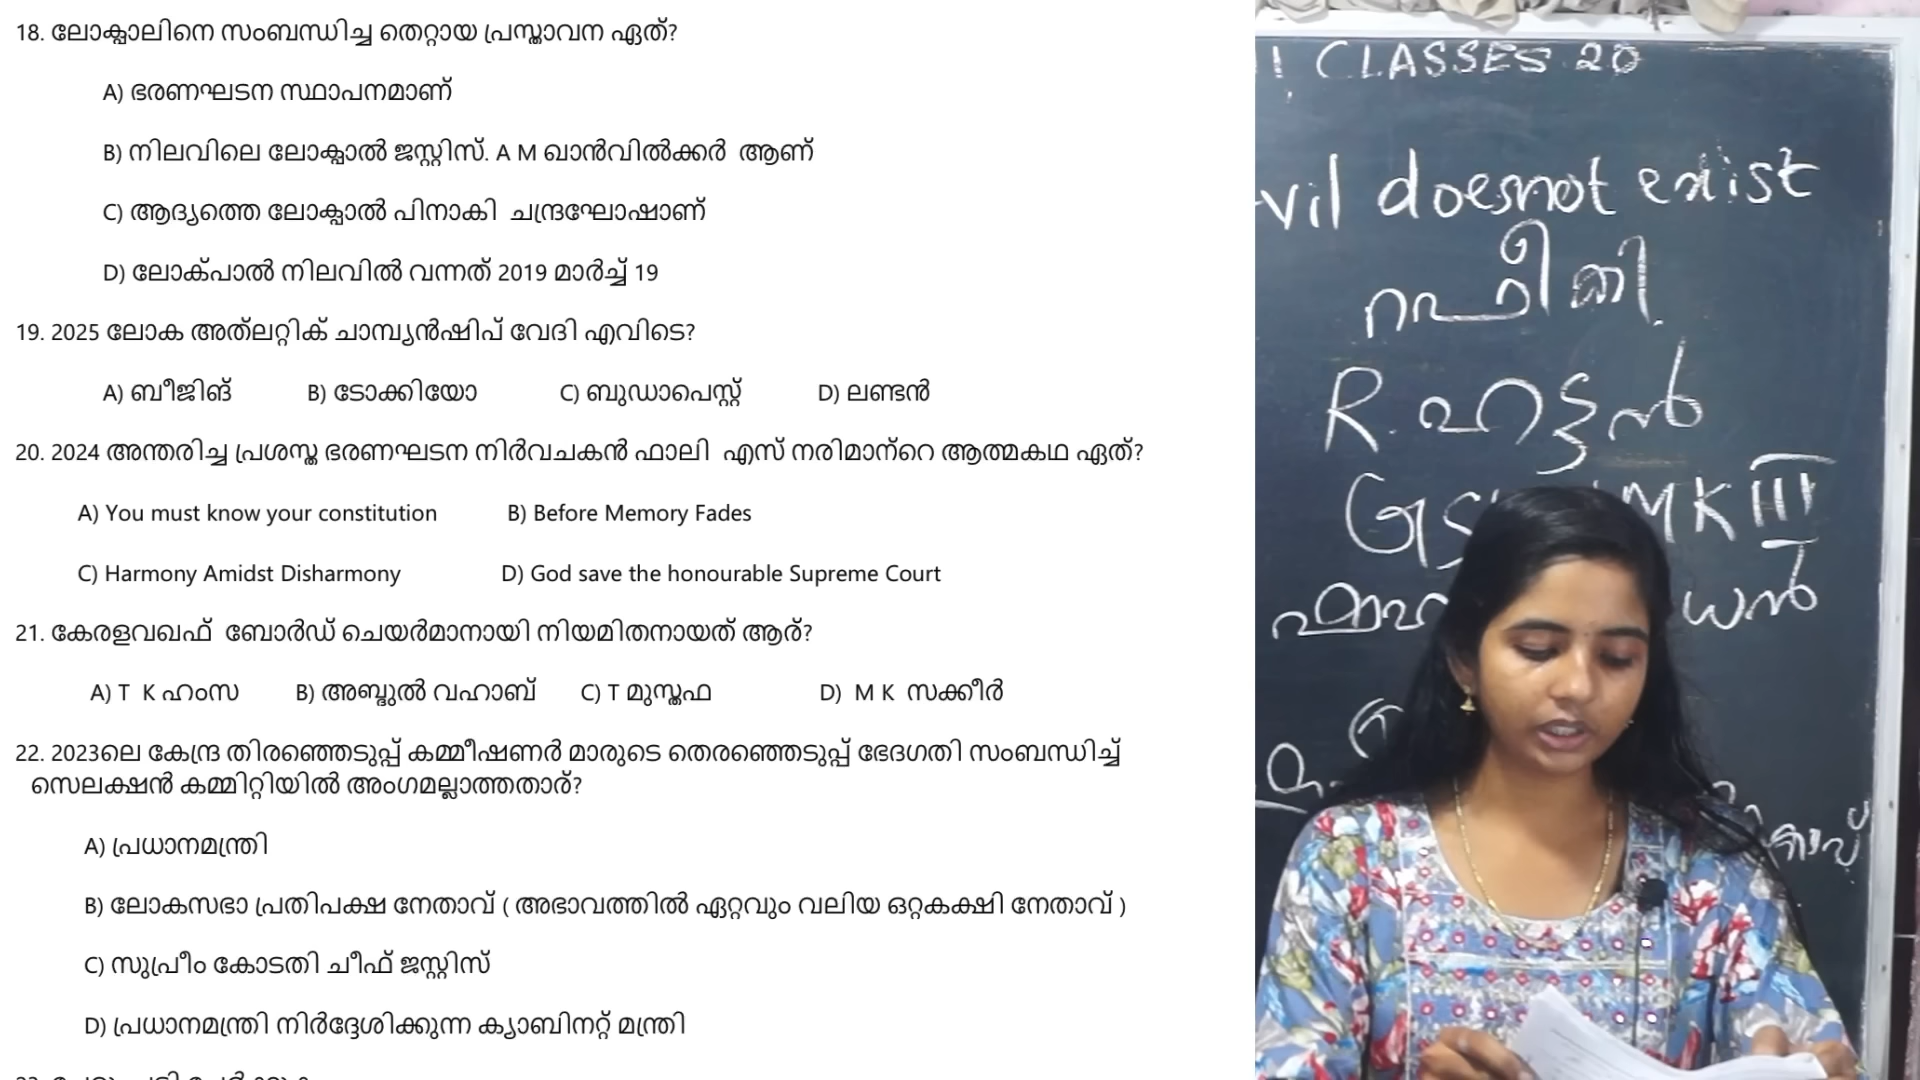 18. ലോക്പാലിനെ സംബന്ധിച്ച തെറ്റായ പ്രസ്താവന ഏത്?
A) ഭരണഘടന സ്ഥാപനമാണ്
B) നിലവിലെ ലോക്പാൽ ജസ്റ്റിസ്. A M ഖാൻവിൽക്കർ ആണ്
C) ആദ്യത്തെ ലോക്പാൽ പിനാകി ചന്ദ്രഘോഷാണ്
D) ലോക്പാൽ നിലവിൽ വന്നത് 2019 മാർച്ച് 19
19. 2025 ലോക അത്‌ലറ്റിക് ചാമ്പ്യൻഷിപ് വേദി എവിടെ?
A) ബീജിങ് B) ടോക്കിയോ C) ബുഡാപെസ്റ്റ് D) ലണ്ടൻ
20. 2024 അന്തരിച്ച പ്രശസ്ത ഭരണഘടന നിർവചകൻ ഫാലി എസ് നരിമാന്റെ ആത്മകഥ ഏത്?
A) You must know your constitution B) Before Memory Fades
C) Harmony Amidst Disharmony D) God save the honourable Supreme Court
21. കേരളവഖഫ് ബോർഡ് ചെയർമാനായി നിയമിതനായത് ആര്?
A) T K ഹംസ B) അബ്ദുൽ വഹാബ് C) T മുസ്തഫ D) M K സക്കീർ
22. 2023ലെ കേന്ദ്ര തിരഞ്ഞെടുപ്പ് കമ്മീഷണർ മാരുടെ തെരഞ്ഞെടുപ്പ് ഭേദഗതി സംബന്ധിച്ച്
സെലക്ഷൻ കമ്മിറ്റിയിൽ അംഗമല്ലാത്തതാര്?
A) പ്രധാനമന്ത്രി
B) ലോകസഭാ പ്രതിപക്ഷ നേതാവ് ( അഭാവത്തിൽ ഏറ്റവും വലിയ ഒറ്റകക്ഷി നേതാവ് )
C) സുപ്രീം കോടതി ചീഫ് ജസ്റ്റിസ്
D) പ്രധാനമന്ത്രി നിർദ്ദേശിക്കുന്ന ക്യാബിനറ്റ് മന്ത്രി
CLASSES 20
vil doesnot exist
റഫീക്കി
R. ഹട്ടൻ
MK III